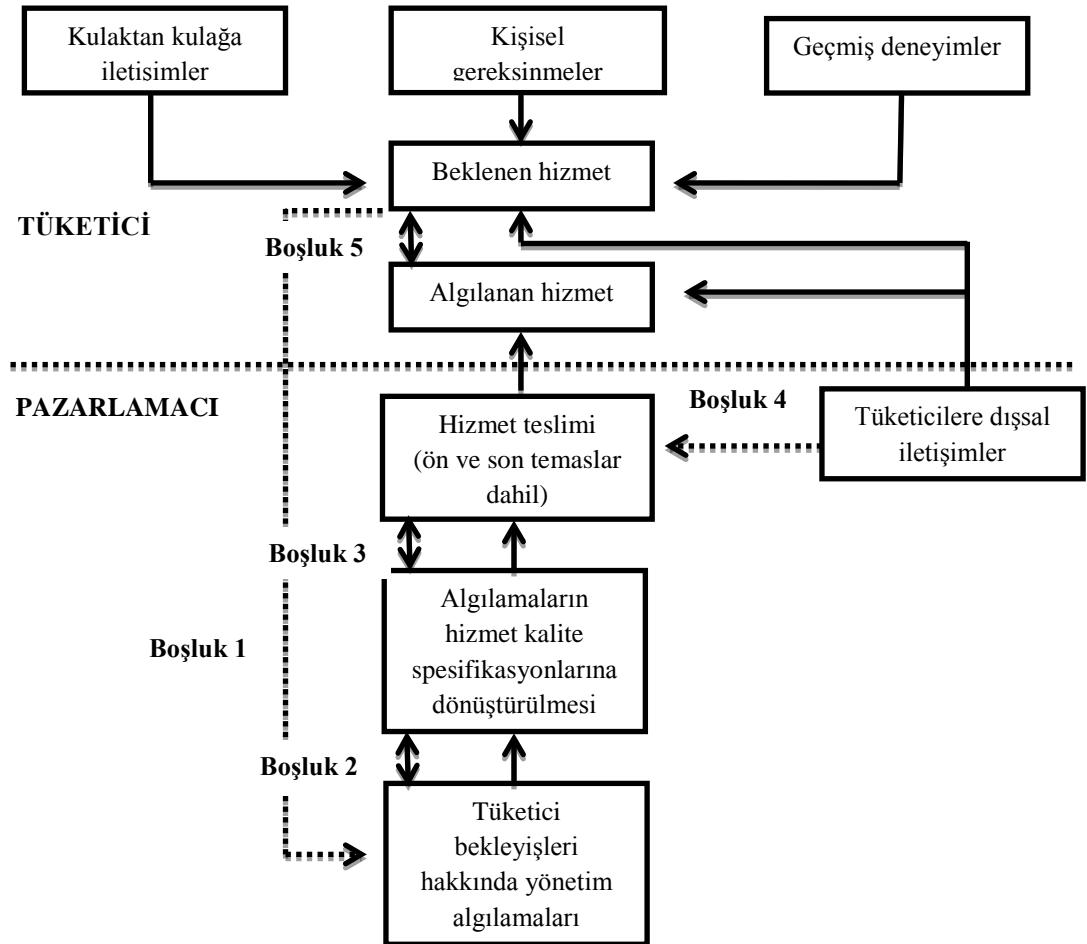 Kulaktan kulağa
iletisimler
Kişisel
gereksinmeler
Geçmiş deneyimler
Beklenen hizmet
TÜKETİCİ
Boşluk 5
Algılanan hizmet
PAZARLAMACI
Boşluk 4
Hizmet teslimi
(ön ve son temaslar
dahil)
Tüketicilere dışsal
iletişimler
Boşluk 3
Algılamaların
hizmet kalite
spesifikasyonlarına
dönüştürülmesi
Boşluk 1
Boşluk 2
Tüketici
bekleyişleri
hakkında yönetim
algılamaları